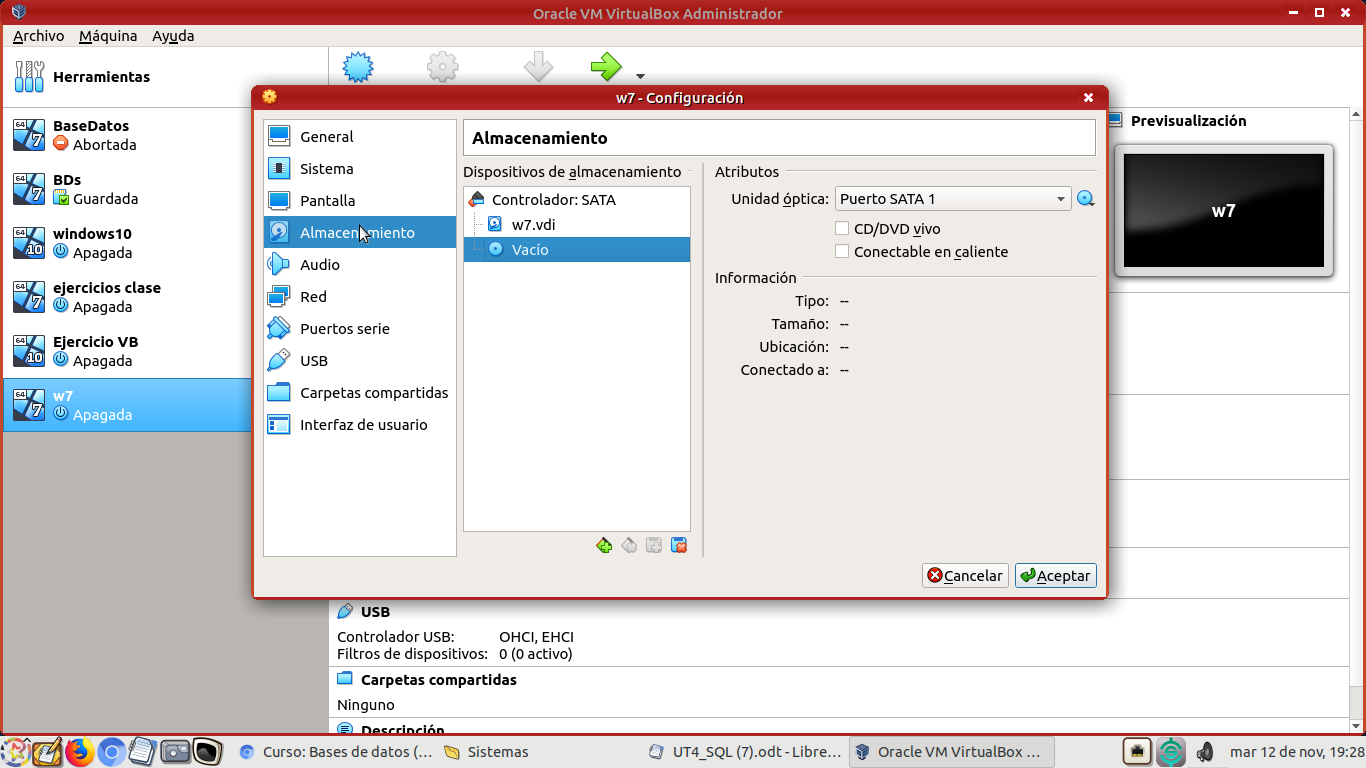 Oracle VM VirtualBox Administrador
Archivo Máquina Ayuda
Herramientas
BaseDatos
Abortada
BDs
Guardada
windows10
Apagada
ejercicios clase
Apagada
Ejercicio VB
Apagada
w7
Apagada
w7 - Configuración
General
Sistema
Pantalla
Almacenamiento
Audio
Red
Puertos serie
USB
Carpetas compartidas
Interfaz de usuario
Almacenamiento
Dispositivos de almacenamiento
Controlador: SATA
w7.vdi
Vacío
Atributos
Unidad óptica: Puerto SATA 1
CD/DVD vivo
Conectable en caliente
Información
Tipo: --
Tamaño: --
Ubicación: --
Conectado a: --
Cancelar Aceptar
Previsualización
w7
USB
Controlador USB: OHCI, EHCI
Filtros de dispositivos: 0 (0 activo)
Carpetas compartidas
Ninguno
Descripción
Curso: Bases de datos (... Sistemas UT4_SQL (7).odt - Libre... Oracle VM VirtualBox ... mar 12 de nov, 19:28